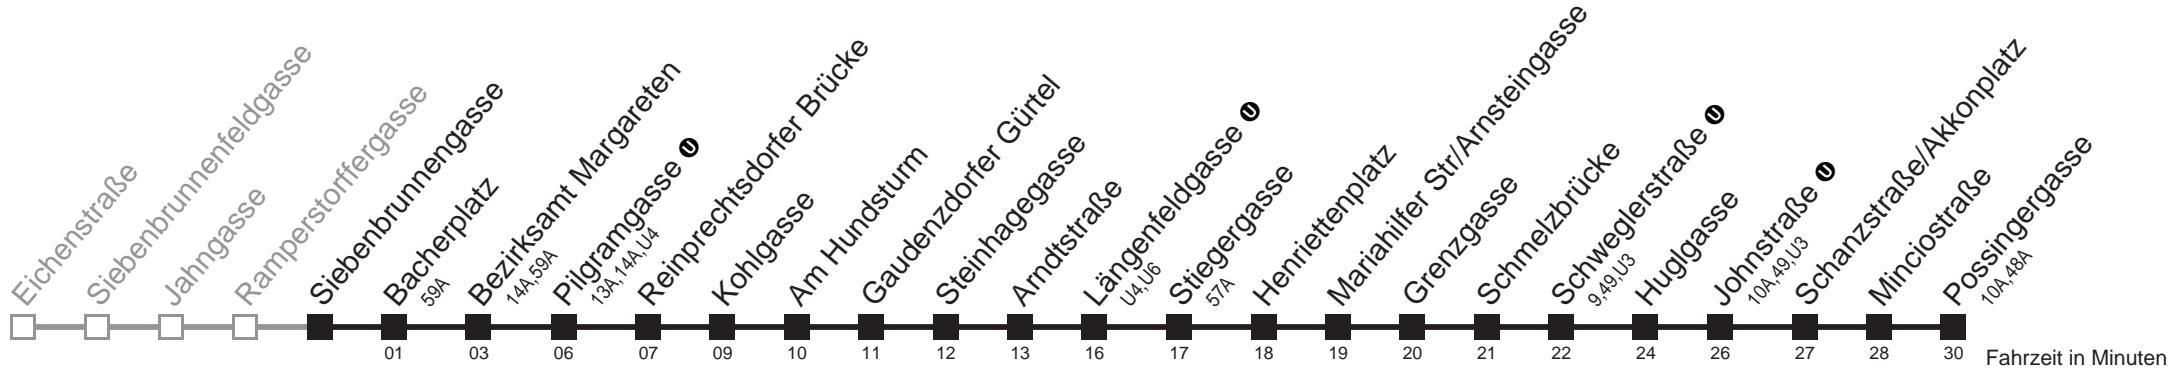 Eichenstraße
Siebenbrunnenfeldgasse
Jahngasse
Ramperstorffergasse
Siebenbrunnengasse
Bacherplatz
59A
Bezirksamt Margareten
14A,59A
Pilgramgasse U
13A,14A,U4
Reinprechtsdorfer Brücke
Kohlgasse
Am Hundsturm
Gaudenzdorfer Gürtel
Steinhagegasse
Arndtstraße
Längenfeldgasse U
U4,U6
Stiegergasse
57A
Henriettenplatz
Mariahilfer Str/Arnsteingasse
Grenzgasse
Schmelzbrücke
Schweglerstraße U
9,49,U3
Huglgasse
Johnstraße U
10A,49,U3
Schanzstraße/Akkonplatz
Minciostraße
Possingergasse
10A,48A
01 03 06 07 09 10 11 12 13 16 17 18 19 20 21 22 24 26 27 28 30 Fahrzeit in Minuten